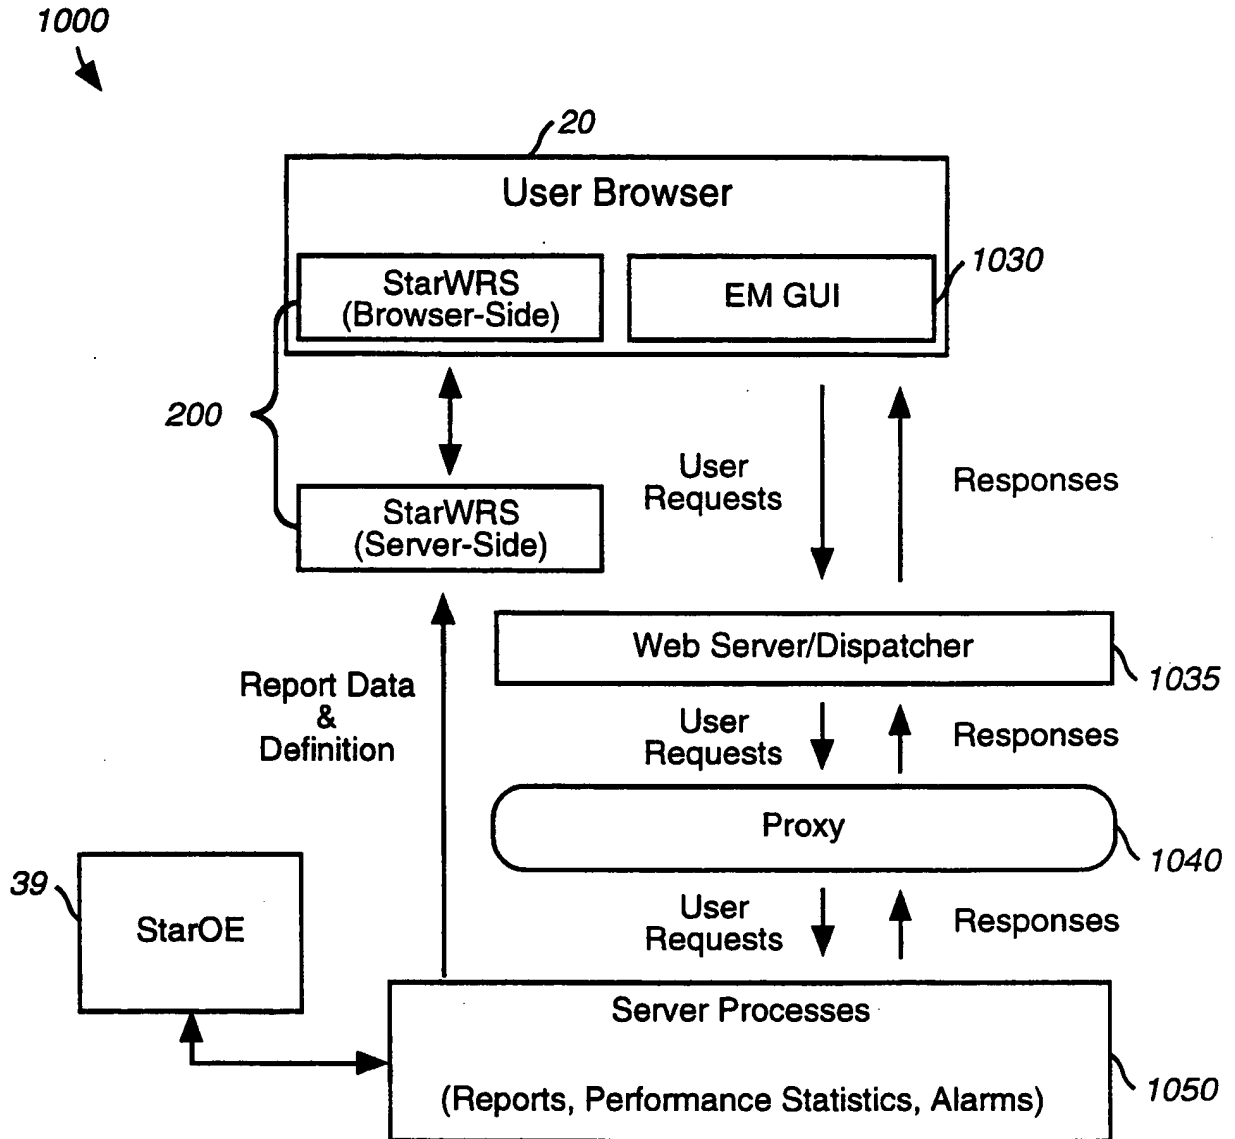 1000
20
User Browser
StarWRS
(Browser-Side)
EM GUI
1030
200
User
Requests
Responses
StarWRS
(Server-Side)
Web Server/Dispatcher
1035
Report Data
&
Definition
User
Requests
Responses
Proxy
1040
39
StarOE
User
Requests
Responses
Server Processes
(Reports, Performance Statistics, Alarms)
1050